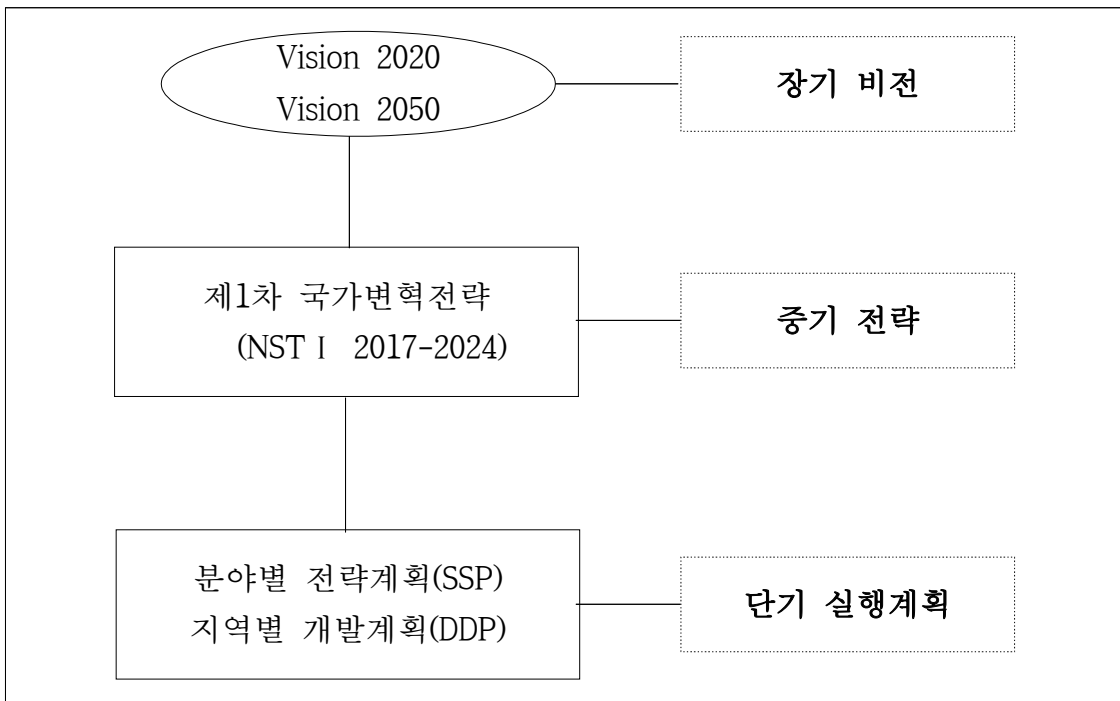 Vision 2020
Vision 2050
장기 비전
제1차 국가변혁전략
(NSTⅠ 2017-2024)
중기 전략
분야별 전략계획(SSP)
지역별 개발계획(DDP)
단기 실행계획